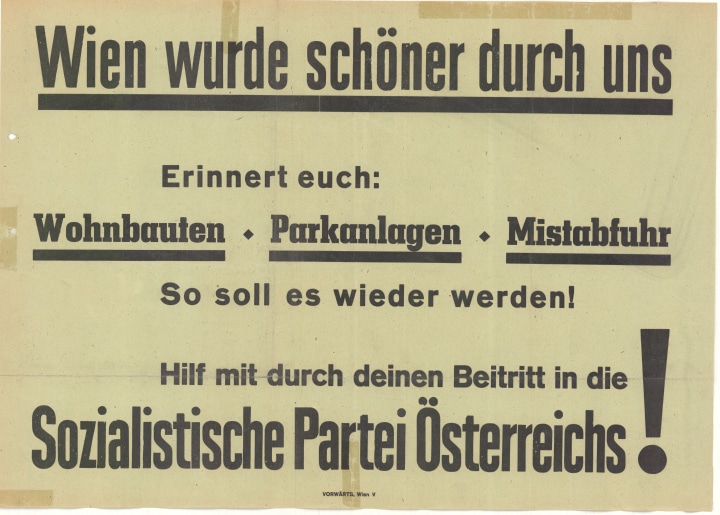 Wien wurde schöner durch uns
Erinnert euch:
Wohnbauten ◆ Parkanlagen ◆ Mistabfuhr
So soll es wieder werden!
Hilf mit durch deinen Beitritt in die
Sozialistische Partei Österreichs!
VORWÄRTS, Wien V